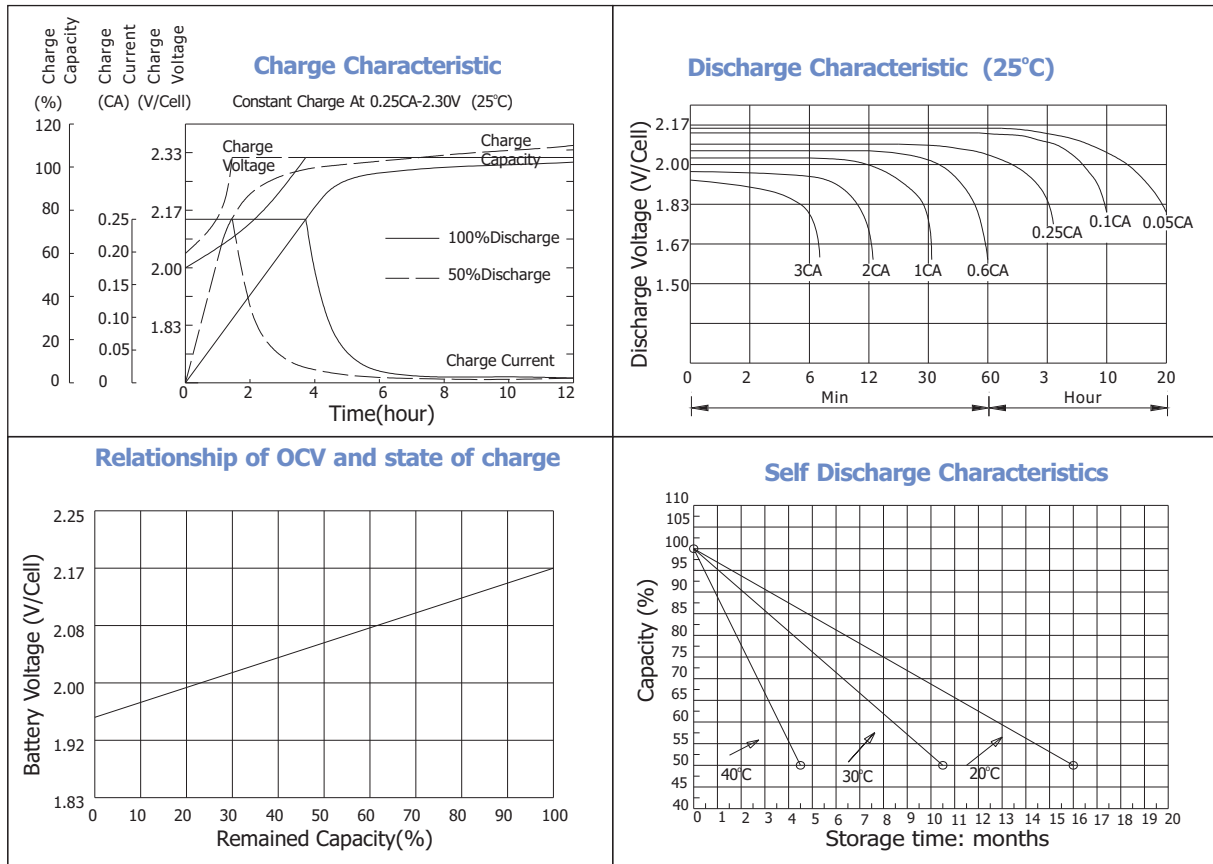 Charge Capacity
Charge Current
Charge Voltage
(%)
(CA)
(V/Cell)
Charge Characteristic
Constant Charge At 0.25CA-2.30V (25°C)
120
100
80
60
40
20
0
0.25
0.20
0.15
0.10
0.05
0
2.33
2.17
2.00
1.83
Charge Voltage
Charge Capacity
100%Discharge
50%Discharge
Charge Current
0 2 4 6 8 10 12
Time(hour)
Discharge Characteristic (25°C)
Discharge Voltage (V/Cell)
2.17
2.00
1.83
1.67
1.50
3CA
2CA
1CA
0.6CA
0.25CA
0.1CA
0.05CA
0 2 6 12 30 60 3 10 20
Min
Hour
Relationship of OCV and state of charge
Battery Voltage (V/Cell)
2.25
2.17
2.08
2.00
1.92
1.83
0 10 20 30 40 50 60 70 80 90 100
Remained Capacity(%)
Self Discharge Characteristics
Capacity (%)
110
105
100
95
90
85
80
75
70
65
60
55
50
45
40
40°C
30°C
20°C
0 1 2 3 4 5 6 7 8 9 10 11 12 13 14 15 16 17 18 19 20
Storage time: months